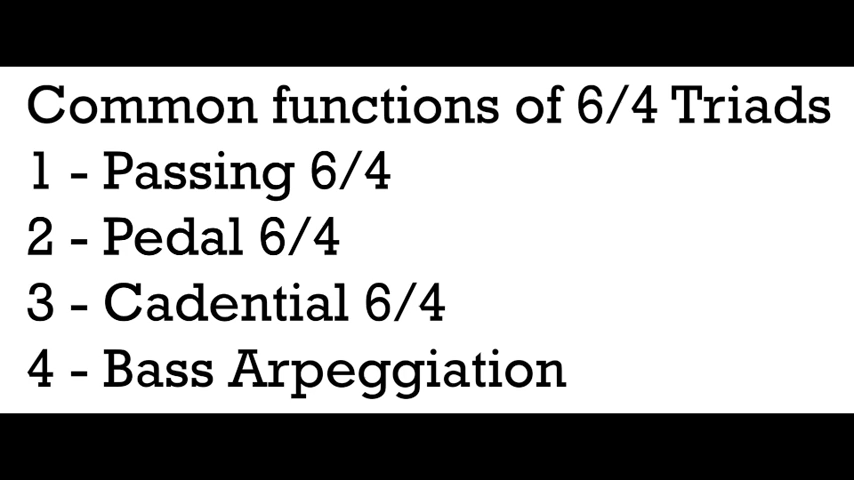 Common functions of 6/4 Triads
1 - Passing 6/4
2 - Pedal 6/4
3 - Cadential 6/4
4 - Bass Arpeggiation